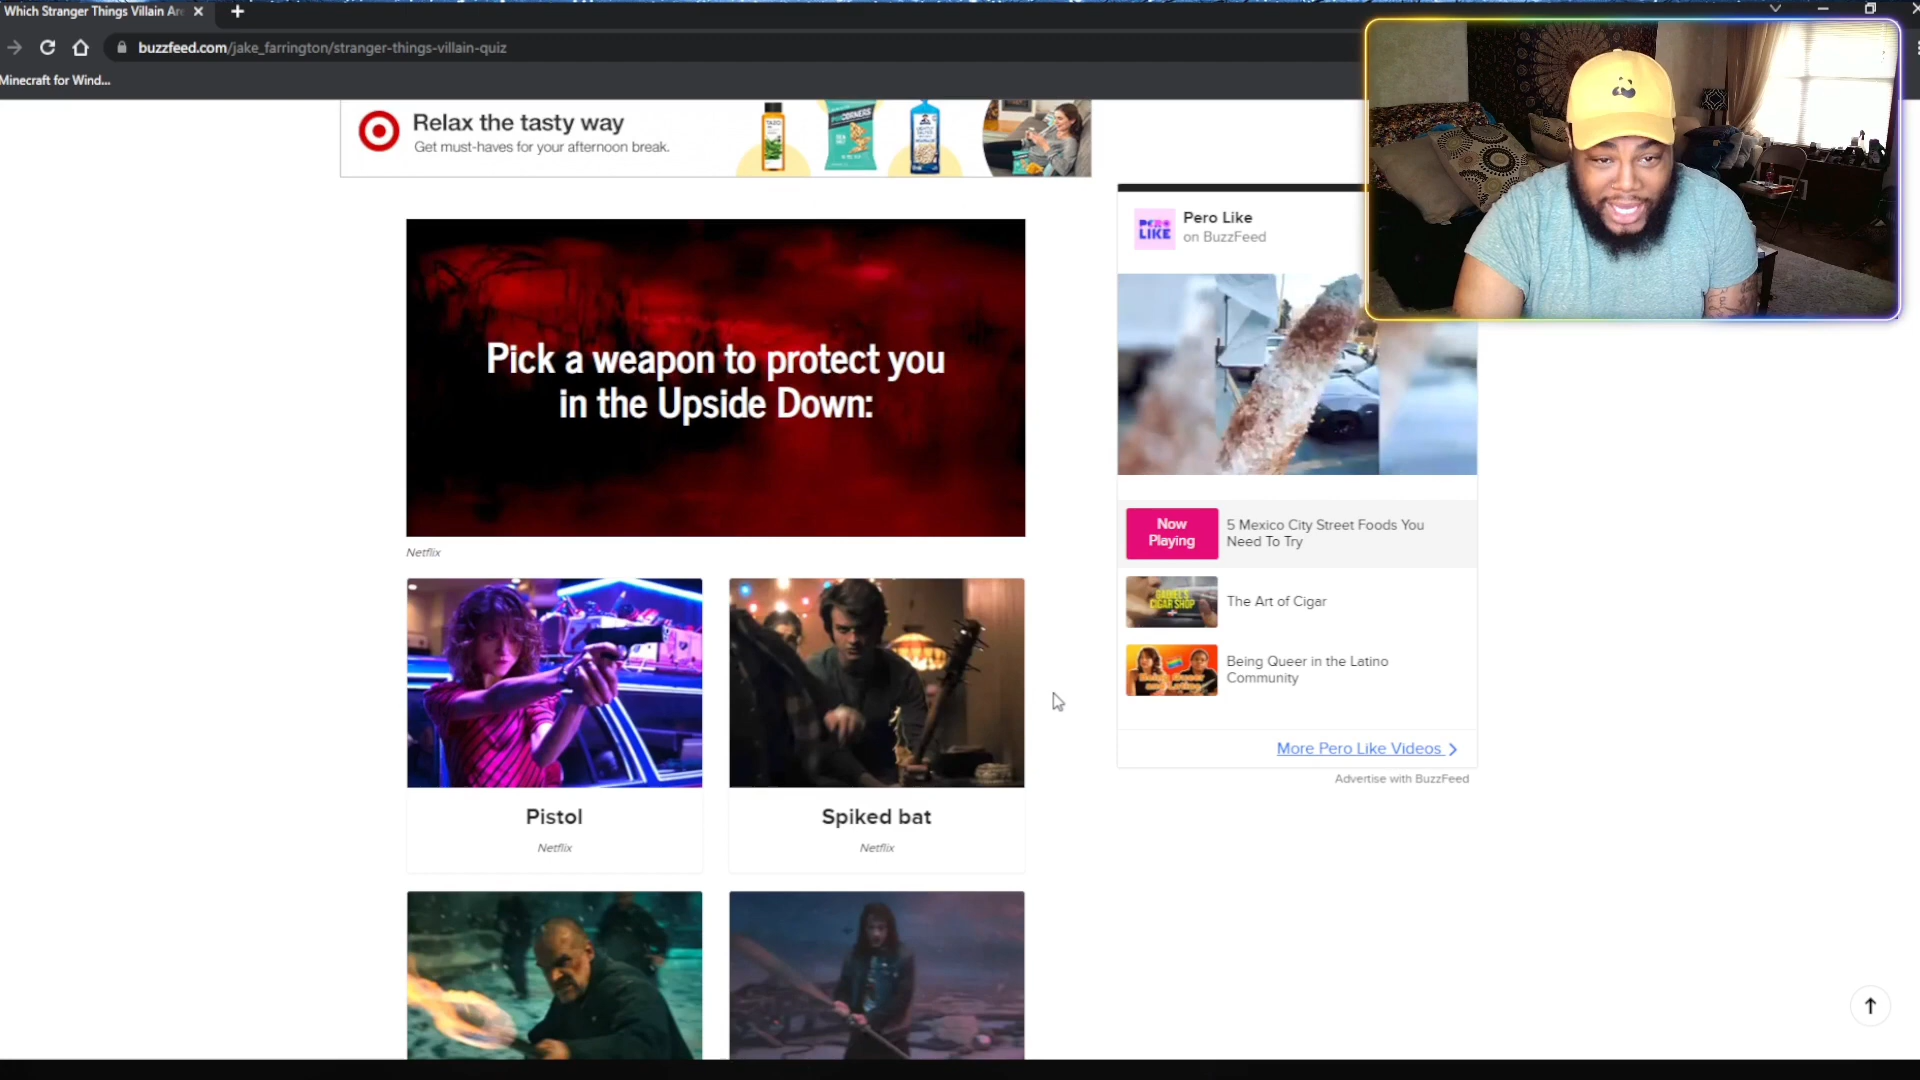 Which Stranger Things Villain Are
buzzfeed.com/jake_farrington/stranger-things-villain-quiz
Minecraft for Wind...
Relax the tasty way
Get must-haves for your afternoon break.
Pero Like
on BuzzFeed
PERO
LIKE
Pick a weapon to protect you
in the Upside Down:
Netflix
Now
Playing
5 Mexico City Street Foods You
Need To Try
The Art of Cigar
Being Queer in the Latino
Community
More Pero Like Videos
Advertise with BuzzFeed
Pistol
Netflix
Spiked bat
Netflix